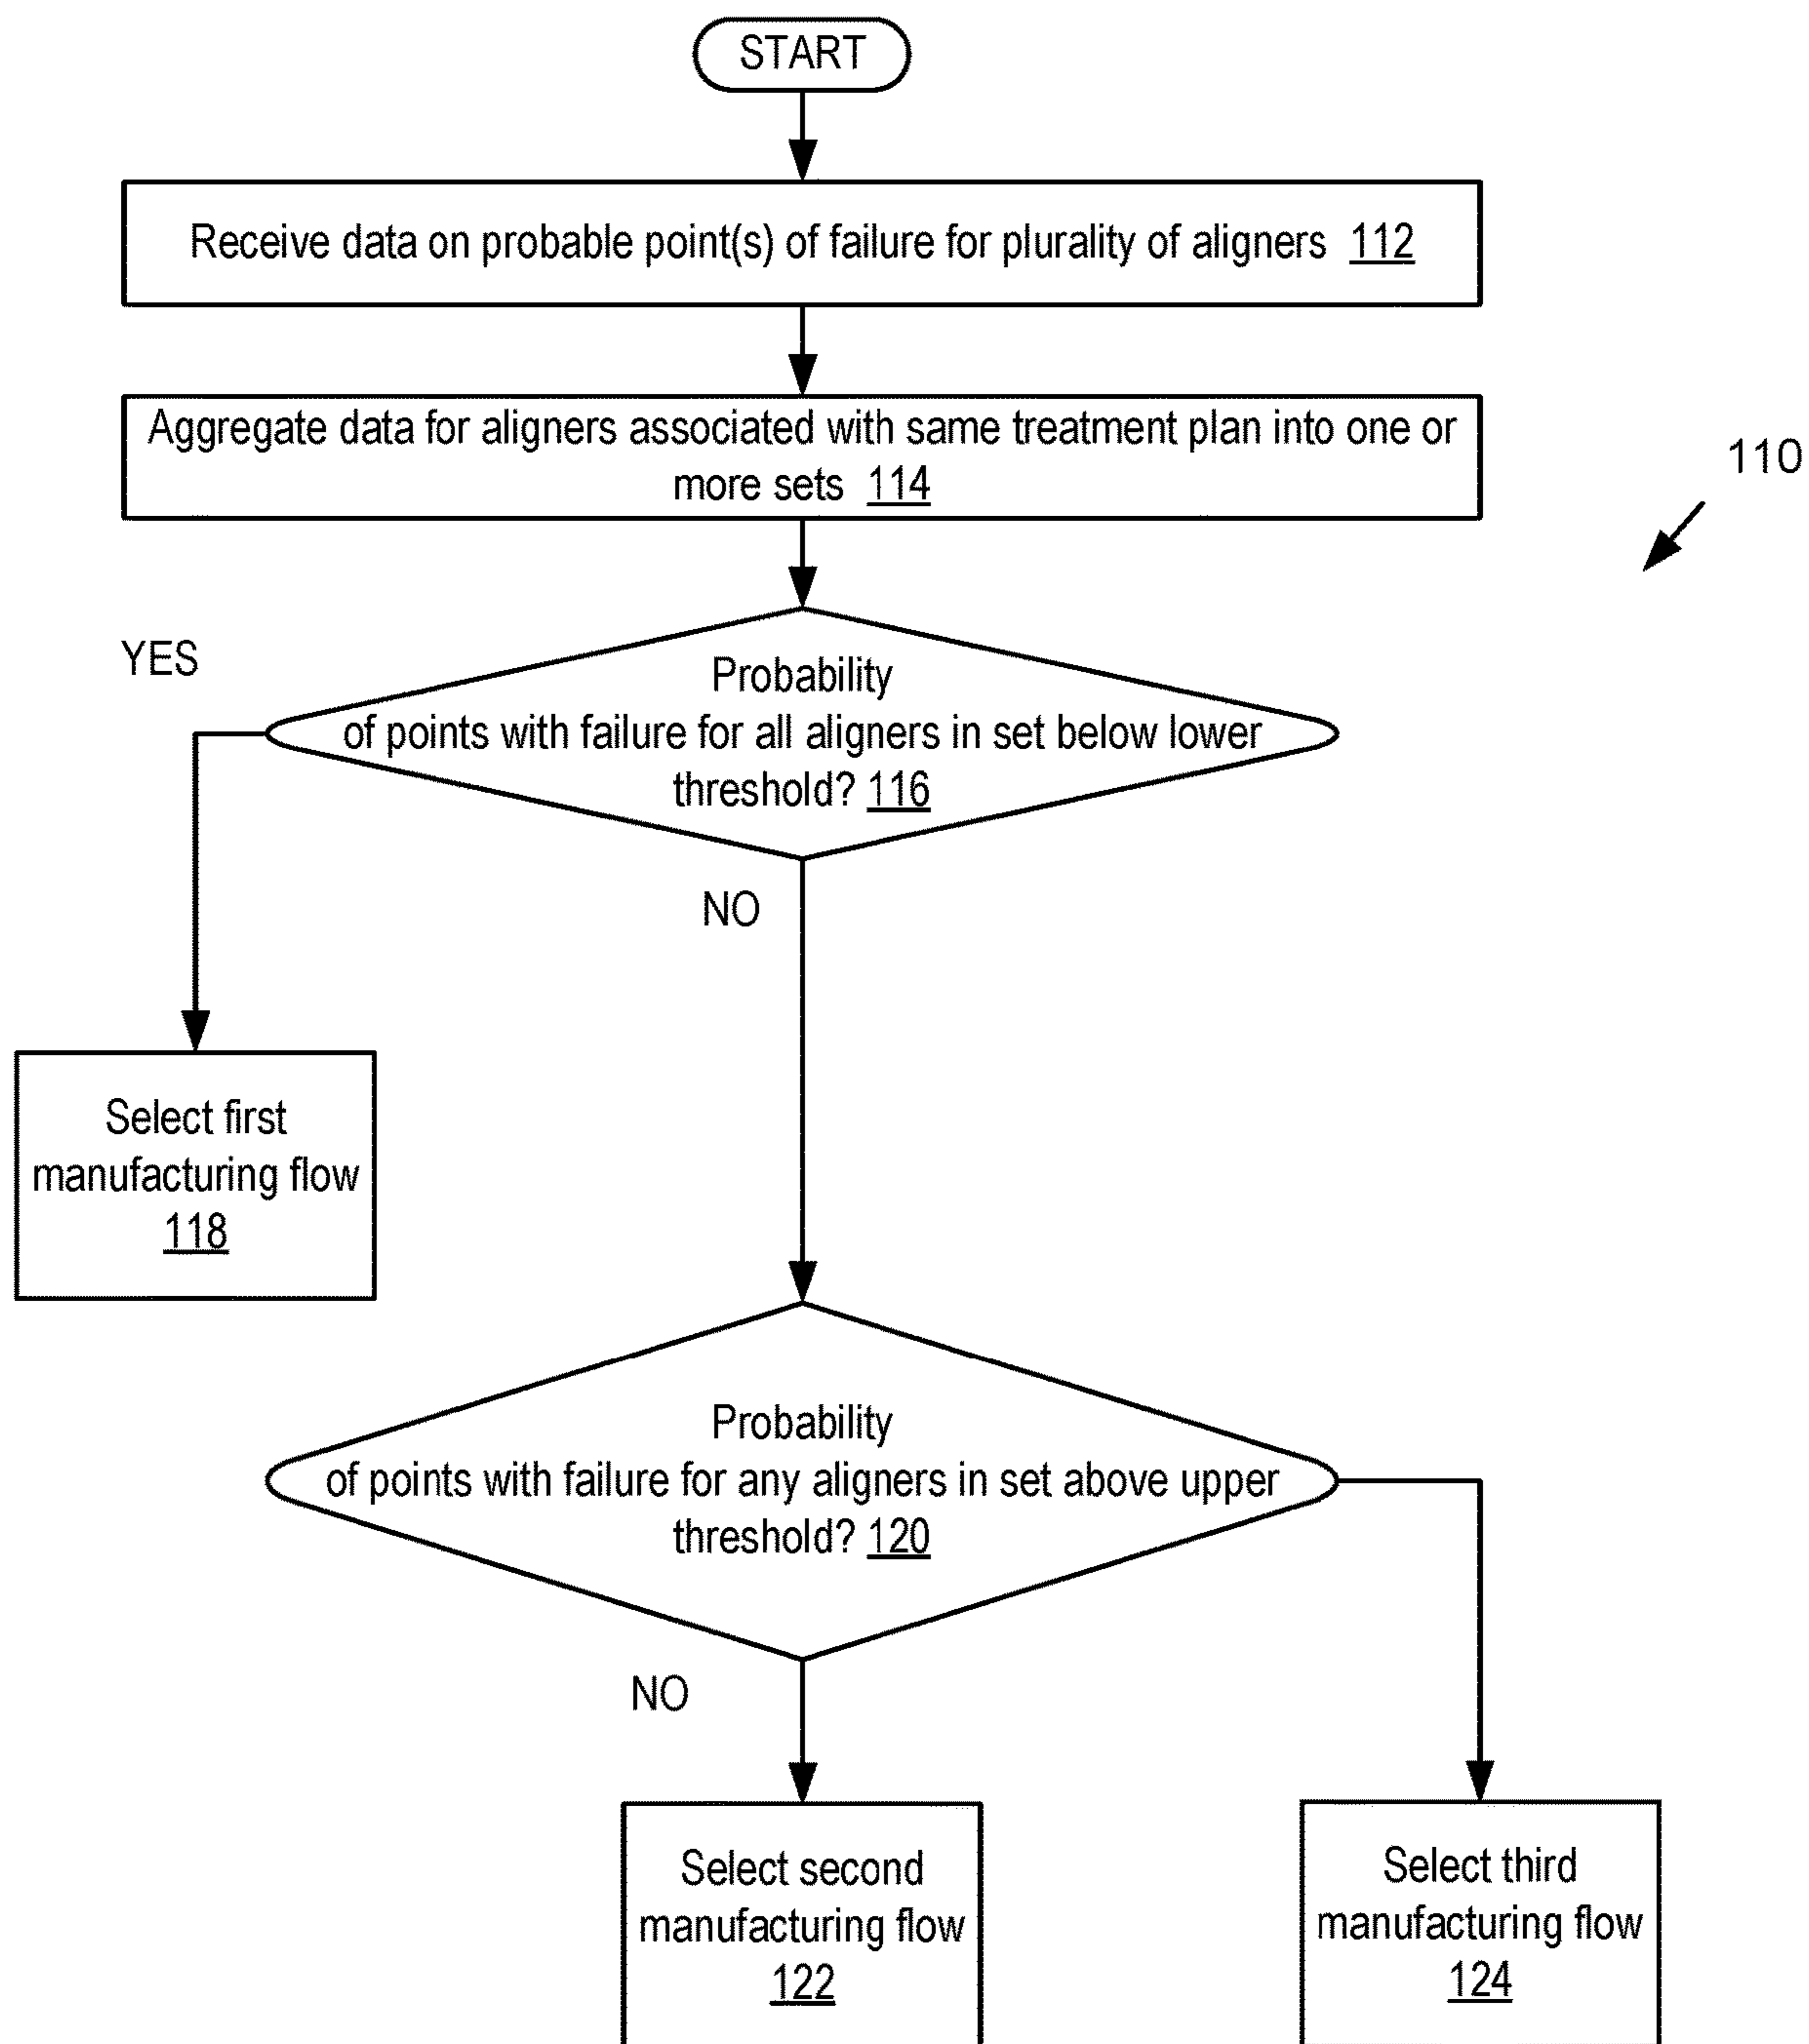 START
Receive data on probable point(s) of failure for plurality of aligners 112
Aggregate data for aligners associated with same treatment plan into one or
more sets 114
110
YES
Probability
of points with failure for all aligners in set below lower
threshold? 116
NO
Select first
manufacturing flow
118
Probability
of points with failure for any aligners in set above upper
threshold? 120
NO
Select second
manufacturing flow
122
Select third
manufacturing flow
124